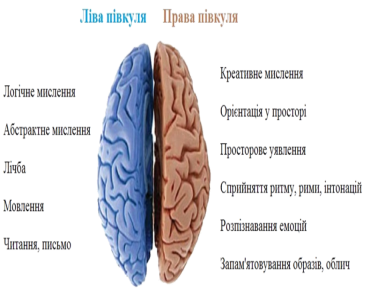 Ліва півкуля Права півкуля
Логічне мислення
Абстрактне мислення
Лічба
Мовлення
Читання, письмо
Креативне мислення
Орієнтація у просторі
Просторове уявлення
Сприйняття ритму, рими, інтонацій
Розпізнавання емоцій
Запам'ятовування образів, облич